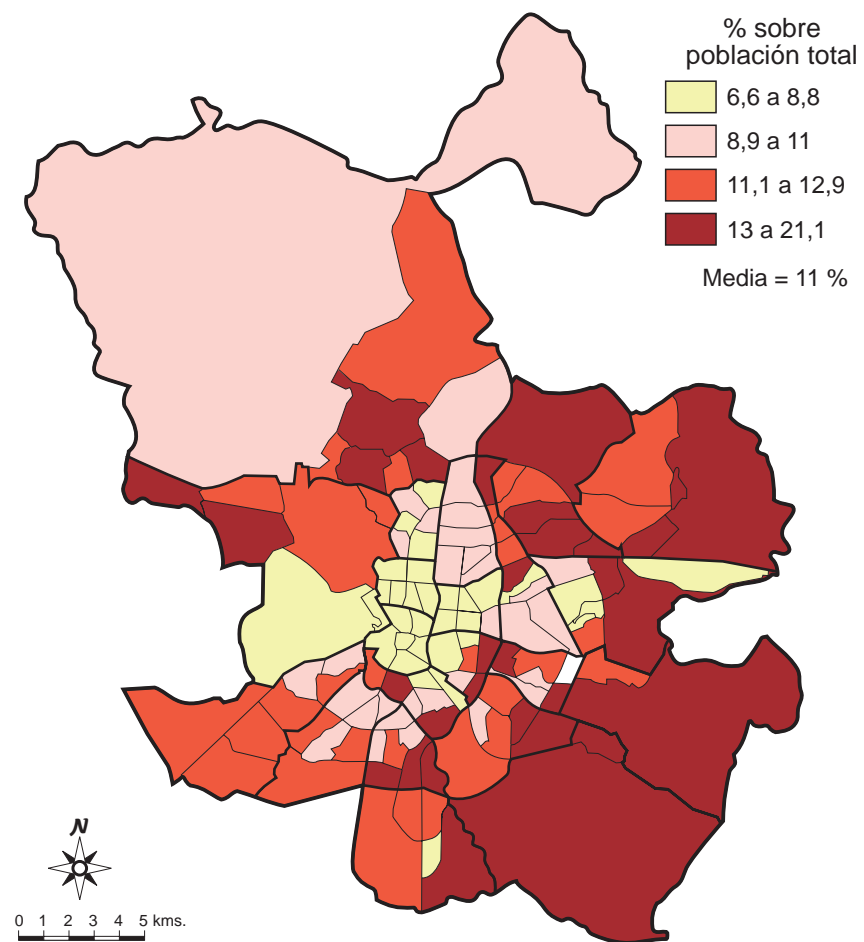 % sobre
población total
6,6 a 8,8
8,9 a 11
11,1 a 12,9
13 a 21,1
Media = 11 %
N
0 1 2 3 4 5 kms.